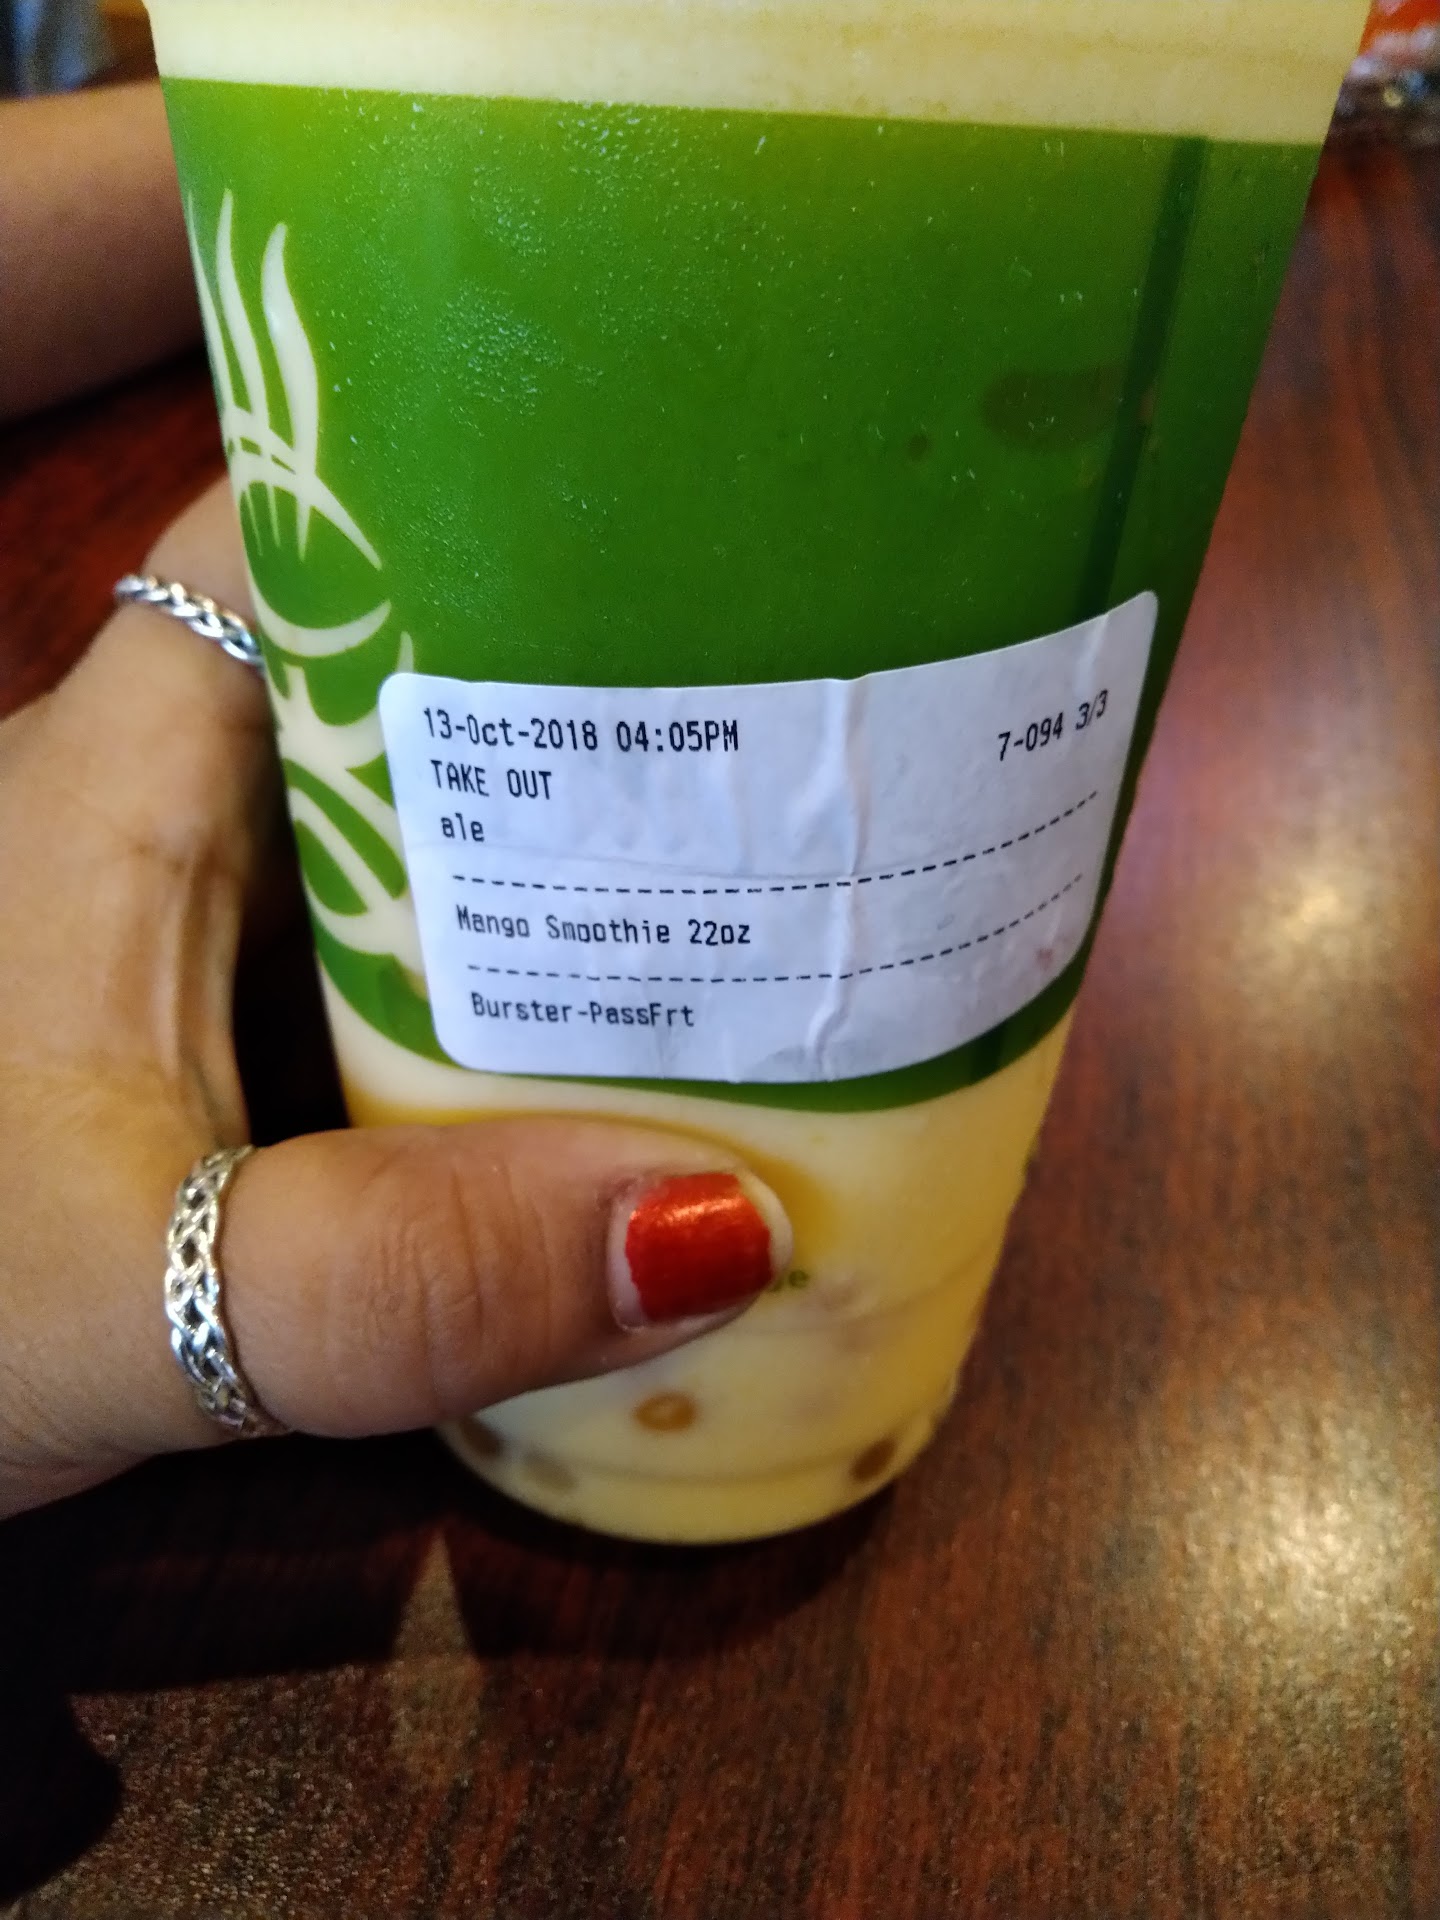 13-Oct-2018 04:05PM 7-094 3/3
TAKE OUT
ale
Mango Smoothie 22oz
Burster-PassFrt